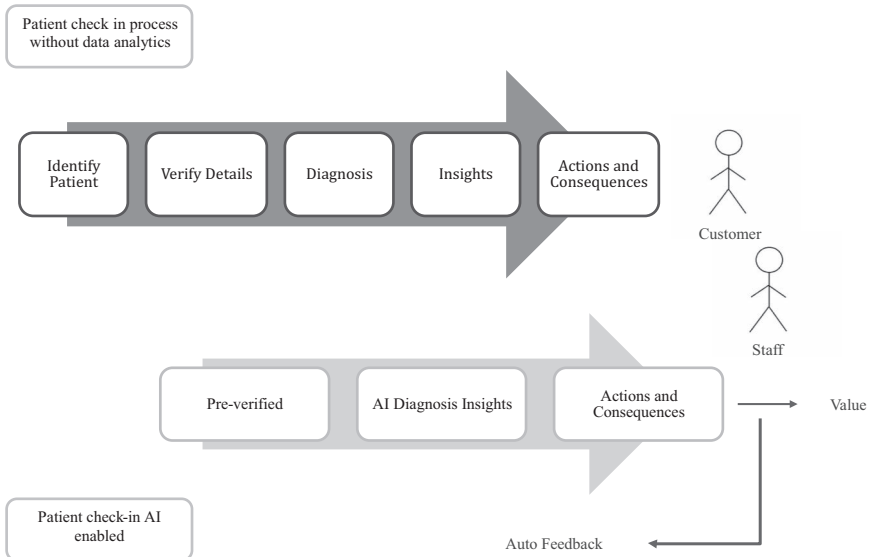 Patient check in process
without data analytics
Identify
Patient
Verify Details
Diagnosis
Insights
Actions and
Consequences
Customer
Staff
Pre-verified
AI Diagnosis Insights
Actions and
Consequences
Value
Patient check-in AI
enabled
Auto Feedback